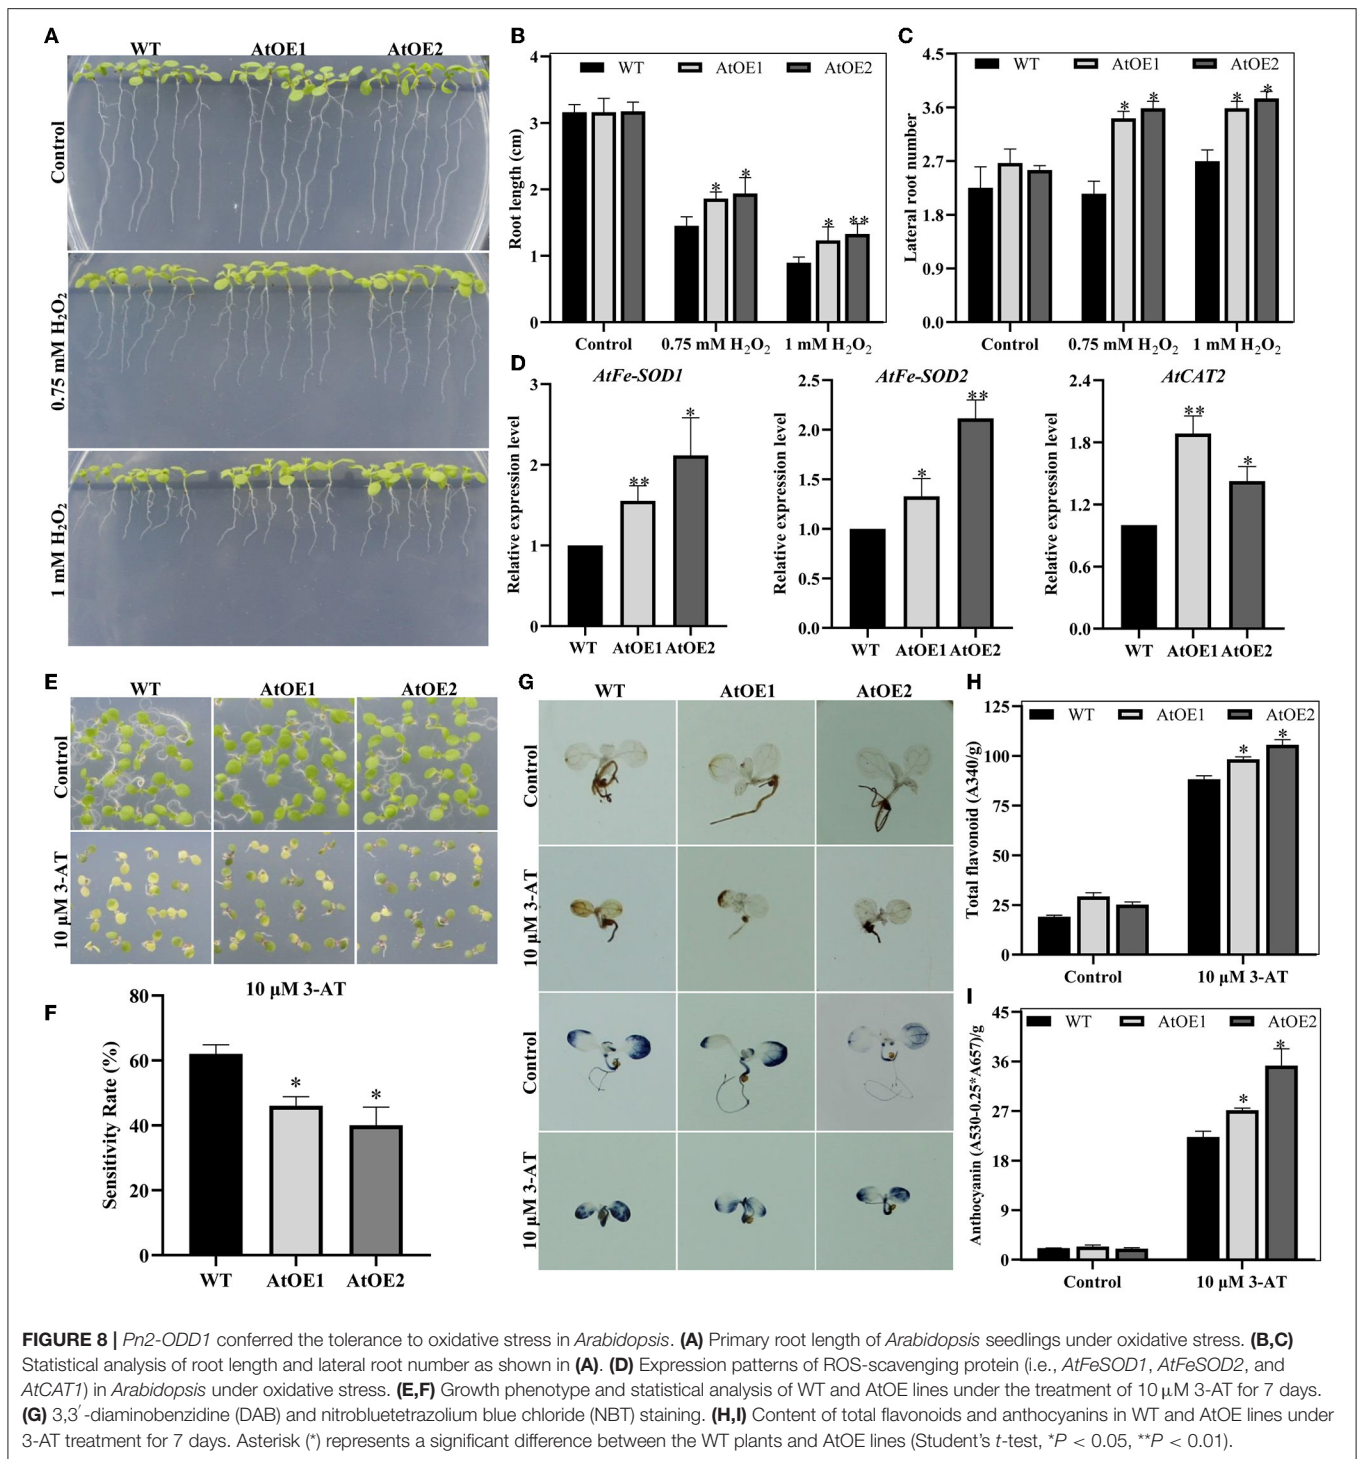 A
WT AtOE1 AtOE2
Control
0.75 mM H2O2
1 mM H2O2
B
WT AtOE1 AtOE2
Root length (cm)
4
3
2
1
0
* * * **
Control 0.75 mM H2O2 1 mM H2O2
C
WT AtOE1 AtOE2
Lateral root number
4.5
3.6
2.7
1.8
0.9
0.0
* * * *
Control 0.75 mM H2O2 1 mM H2O2
D
AtFe-SOD1
Relative expression level
3
2
1
0
** *
WT AtOE1 AtOE2
AtFe-SOD2
Relative expression level
2.5
2.0
1.5
1.0
0.5
0.0
* **
WT AtOE1 AtOE2
AtCAT2
Relative expression level
2.4
1.8
1.2
0.6
0.0
** *
WT AtOE1 AtOE2
E
WT AtOE1 AtOE2
Control
10 μM 3-AT
F
10 μM 3-AT
Sensitivity Rate (%)
80
60
40
20
0
* *
WT AtOE1 AtOE2
G
WT AtOE1 AtOE2
Control
10 μM 3-AT
Control
10 μM 3-AT
H
WT AtOE1 AtOE2
Total flavonoid (A340/g)
125
100
75
50
25
0
* *
Control 10 μM 3-AT
I
WT AtOE1 AtOE2
Anthocyanin (A530-0.25*A657)/g
45
36
27
18
9
0
* *
Control 10 μM 3-AT
FIGURE 8 | Pn2-ODD1 conferred the tolerance to oxidative stress in Arabidopsis. (A) Primary root length of Arabidopsis seedlings under oxidative stress. (B,C)
Statistical analysis of root length and lateral root number as shown in (A). (D) Expression patterns of ROS-scavenging protein (i.e., AtFeSOD1, AtFeSOD2, and
AtCAT1) in Arabidopsis under oxidative stress. (E,F) Growth phenotype and statistical analysis of WT and AtOE lines under the treatment of 10 μM 3-AT for 7 days.
(G) 3,3′-diaminobenzidine (DAB) and nitrobluetetrazolium blue chloride (NBT) staining. (H,I) Content of total flavonoids and anthocyanins in WT and AtOE lines under
3-AT treatment for 7 days. Asterisk (*) represents a significant difference between the WT plants and AtOE lines (Student's t-test, *P < 0.05, **P < 0.01).